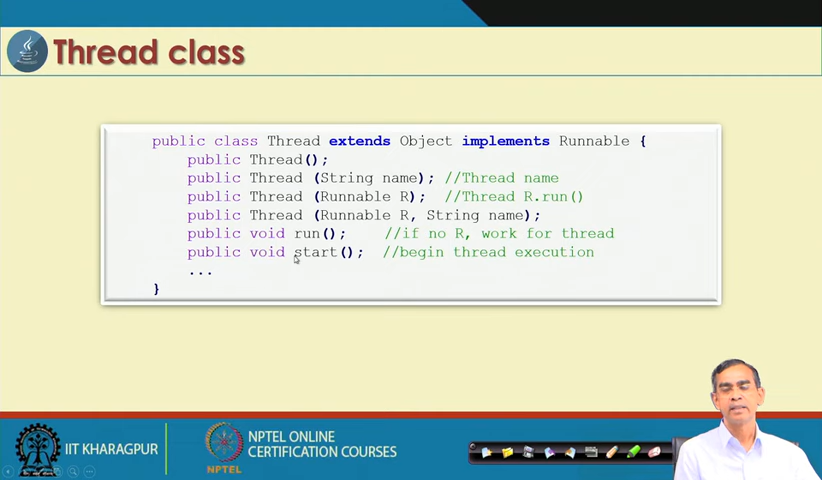 Thread class
public class Thread extends Object implements Runnable {
public Thread();
public Thread (String name); //Thread name
public Thread (Runnable R); //Thread R.run()
public Thread (Runnable R, String name);
public void run(); //if no R, work for thread
public void start(); //begin thread execution
...
}
IIT KHARAGPUR
NPTEL
NPTEL ONLINE
CERTIFICATION COURSES